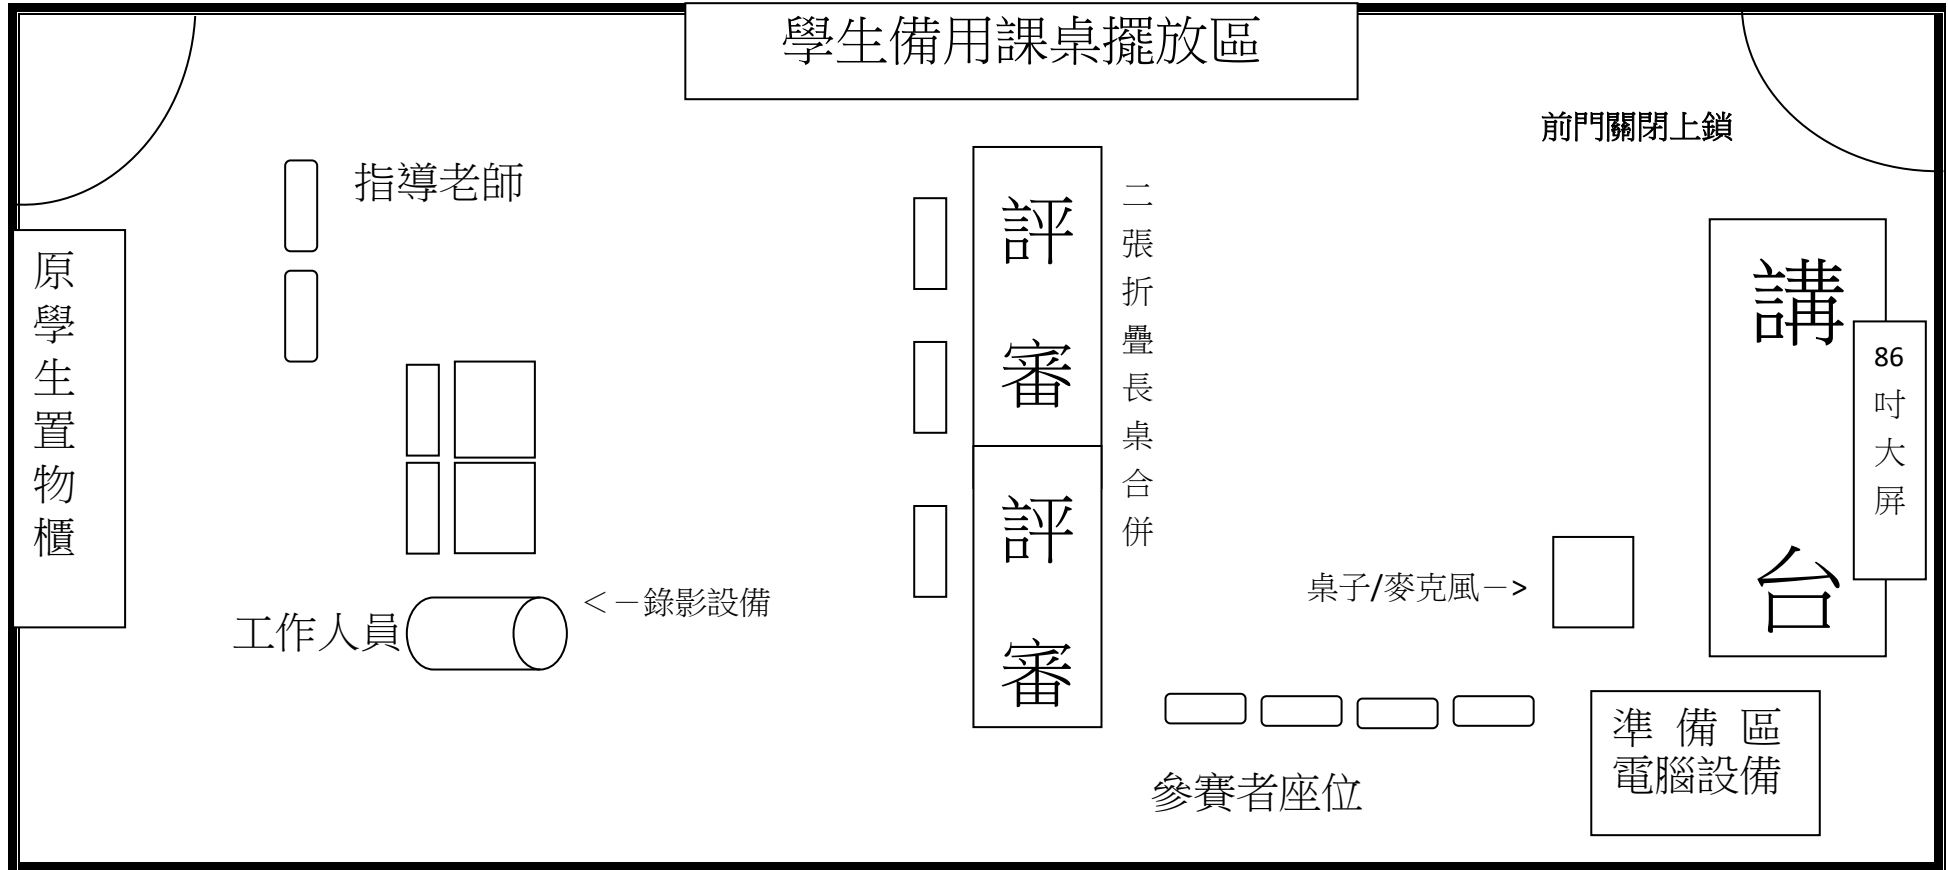 學生備用課桌擺放區
前門關閉上鎖
指導老師
原學生置物櫃
評審
評審
二張折疊長桌合併
講台
86吋大屏
桌子/麥克風－>
＜－錄影設備
工作人員
參賽者座位
準 備 區
電腦設備